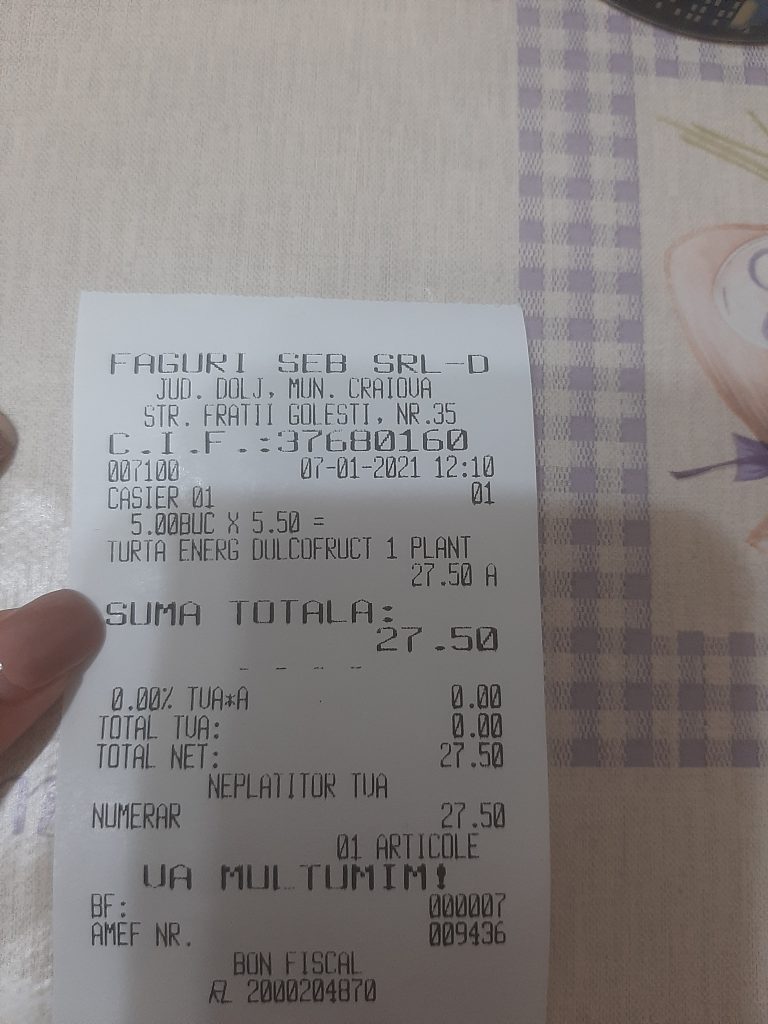 FAGURI SEB SRL-D
JUD. DOLJ, MUN. CRAIOVA
STR. FRATII GOLESTI, NR.35
C.I.F.:37680160
007100 07-01-2021 12:10
CASIER 01 01
5.00BUC X 5.50 =
TURTA ENERG DULCOFRUCT 1 PLANT
27.50 A
SUMA TOTALA:
27.50
- - - -
0.00% TVA*A 0.00
TOTAL TVA: 0.00
TOTAL NET: 27.50
NEPLATITOR TVA
NUMERAR 27.50
01 ARTICOLE
VA MULTUMIM!
BF: 000007
AMEF NR. 009436
BON FISCAL
RL 2000204870